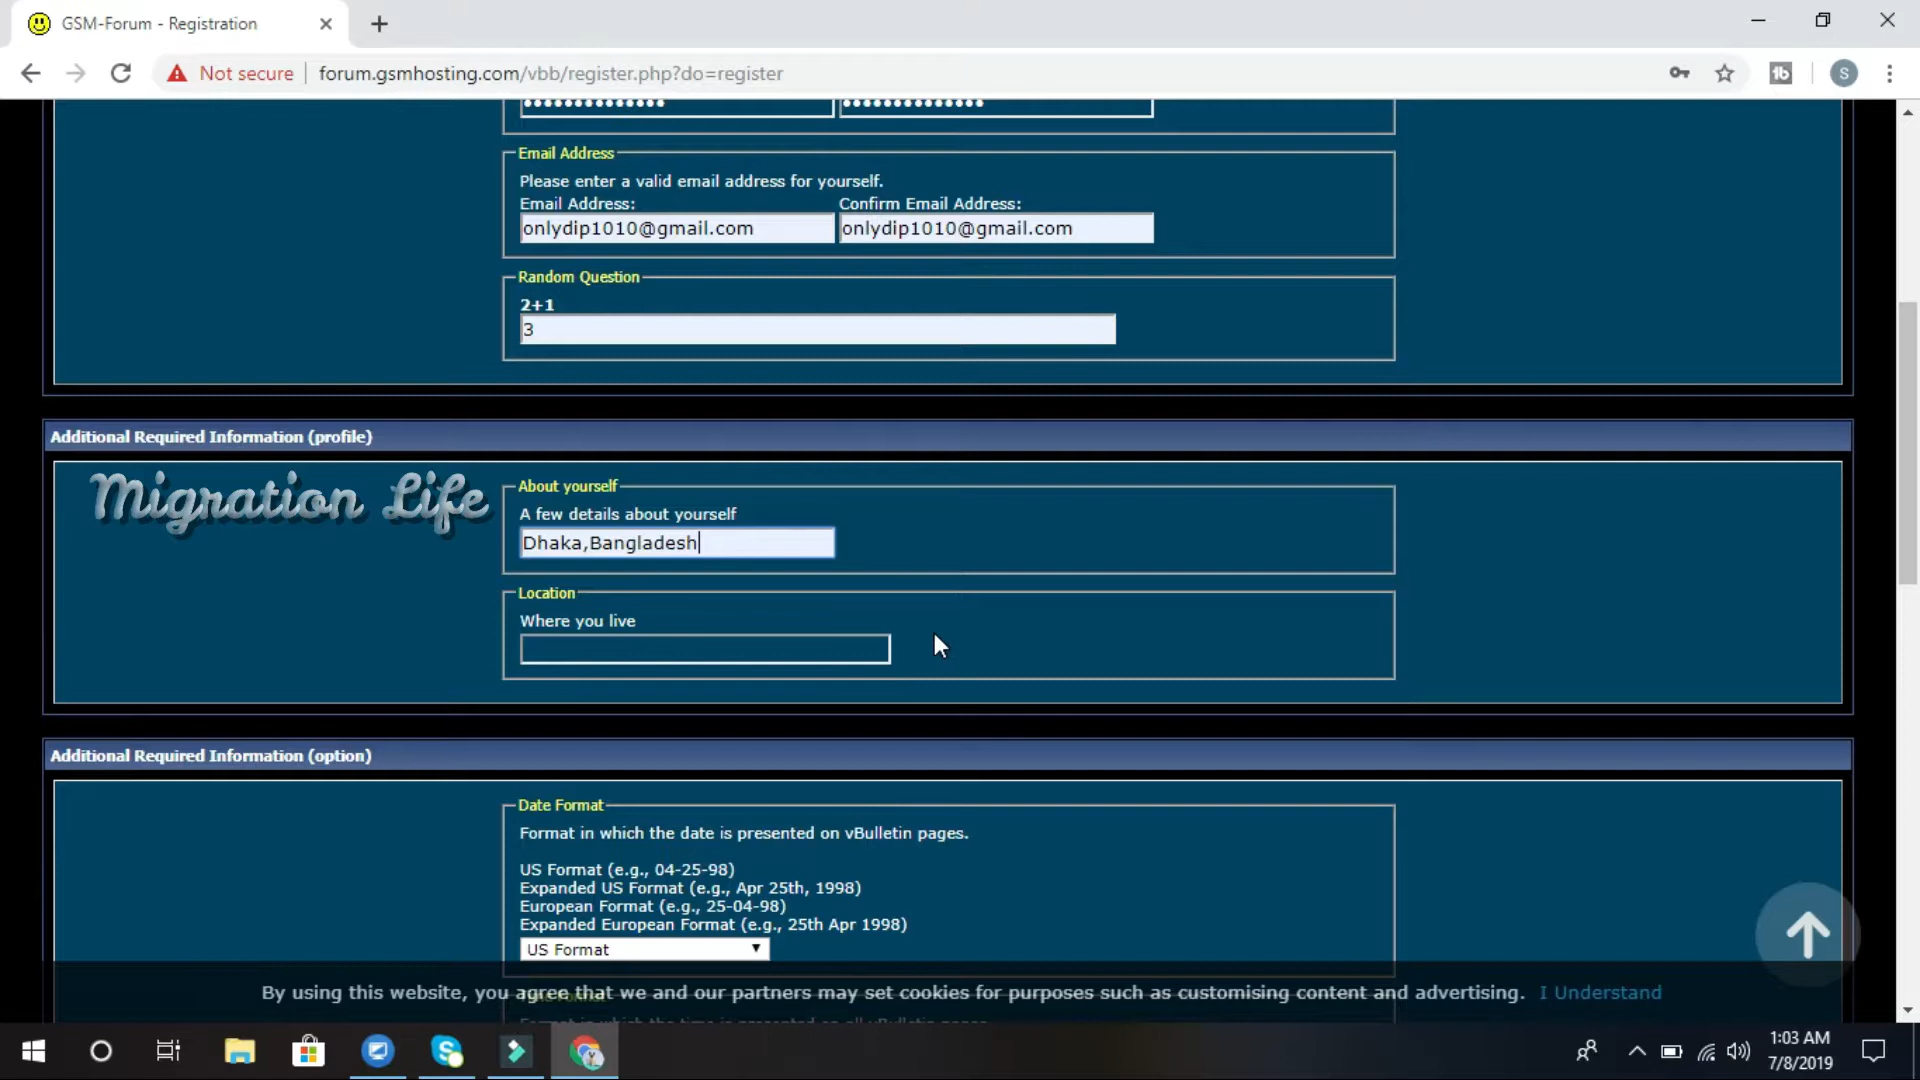 GSM-Forum - Registration
Not secure
forum.gsmhosting.com/vbb/register.php?do=register
S
••••••••••••••  ••••••••••••••
Email Address
Please enter a valid email address for yourself.
Email Address: Confirm Email Address:
onlydip1010@gmail.com onlydip1010@gmail.com
Random Question
2+1
3
Additional Required Information (profile)
Migration Life
About yourself
A few details about yourself
Dhaka,Bangladesh
Location
Where you live
Additional Required Information (option)
Date Format
Format in which the date is presented on vBulletin pages.
US Format (e.g., 04-25-98)
Expanded US Format (e.g., Apr 25th, 1998)
European Format (e.g., 25-04-98)
Expanded European Format (e.g., 25th Apr 1998)
US Format
By using this website, you agree that we and our partners may set cookies for purposes such as customising content and advertising. I Understand
1:03 AM
7/8/2019